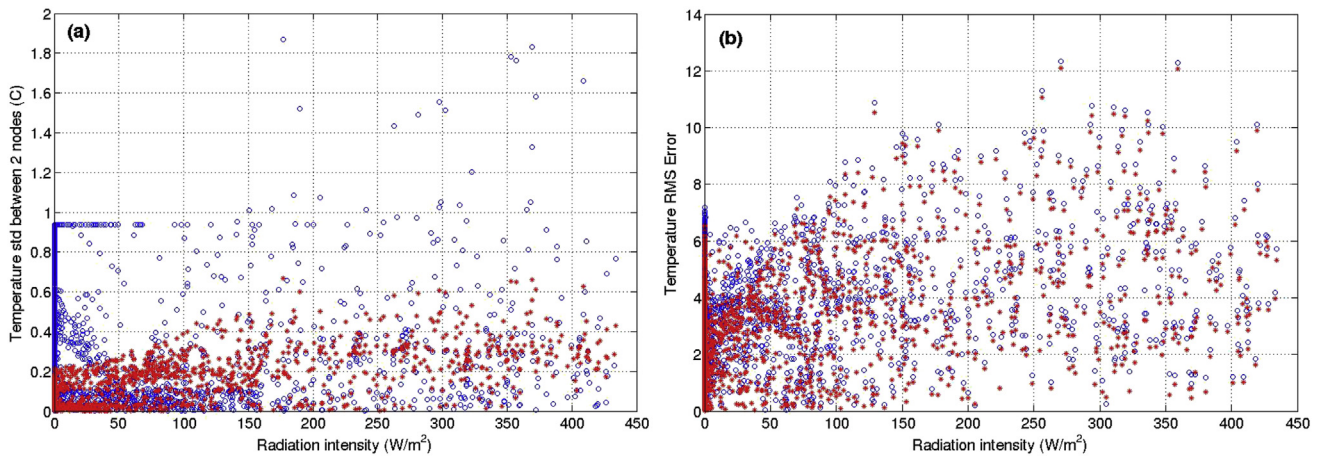 (a)
Temperature std between 2 nodes (C)
2
1.8
1.6
1.4
1.2
1
0.8
0.6
0.4
0.2
0
0 50 100 150 200 250 300 350 400 450
Radiation intensity (W/m²)
(b)
Temperature RMS Error
14
12
10
8
6
4
2
0
0 50 100 150 200 250 300 350 400 450
Radiation intensity (W/m²)